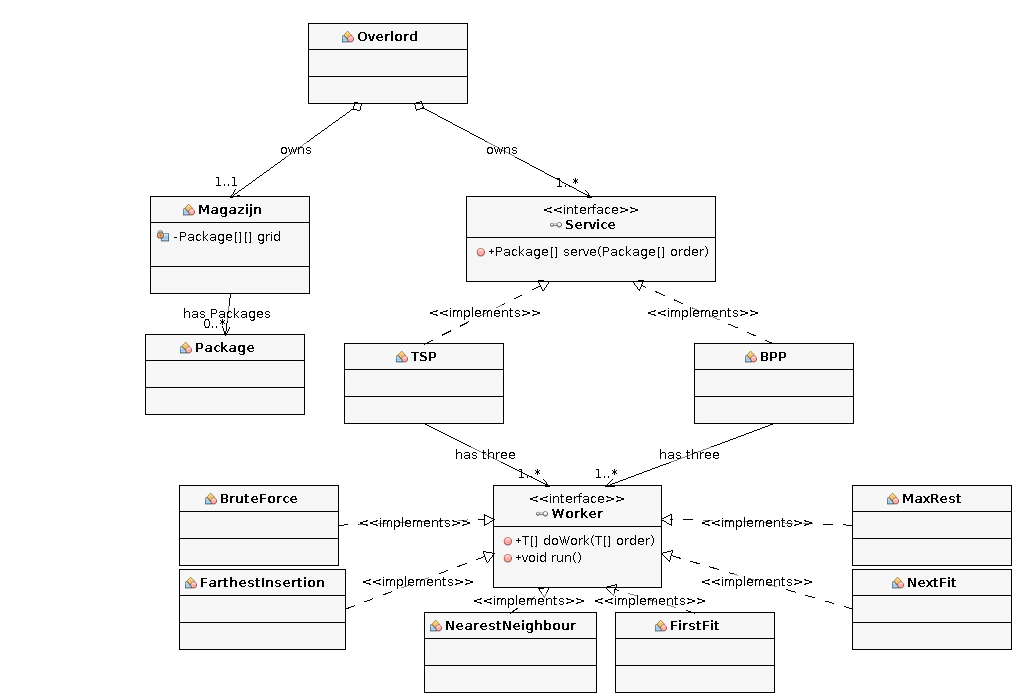 Overlord
owns
owns
1..1
1..*
Magazijn
-Package[][] grid
<<interface>>
Service
+Package[] serve(Package[] order)
has Packages
0..*
Package
<<implements>>
<<implements>>
TSP
BPP
has three
has three
1..*
1..*
<<interface>>
Worker
+T[] doWork(T[] order)
+void run()
BruteForce
<<implements>>
<<implements>>
MaxRest
FarthestInsertion
<<implements>>
<<implements>>
NextFit
<<implements>>
<<implements>>
NearestNeighbour
FirstFit